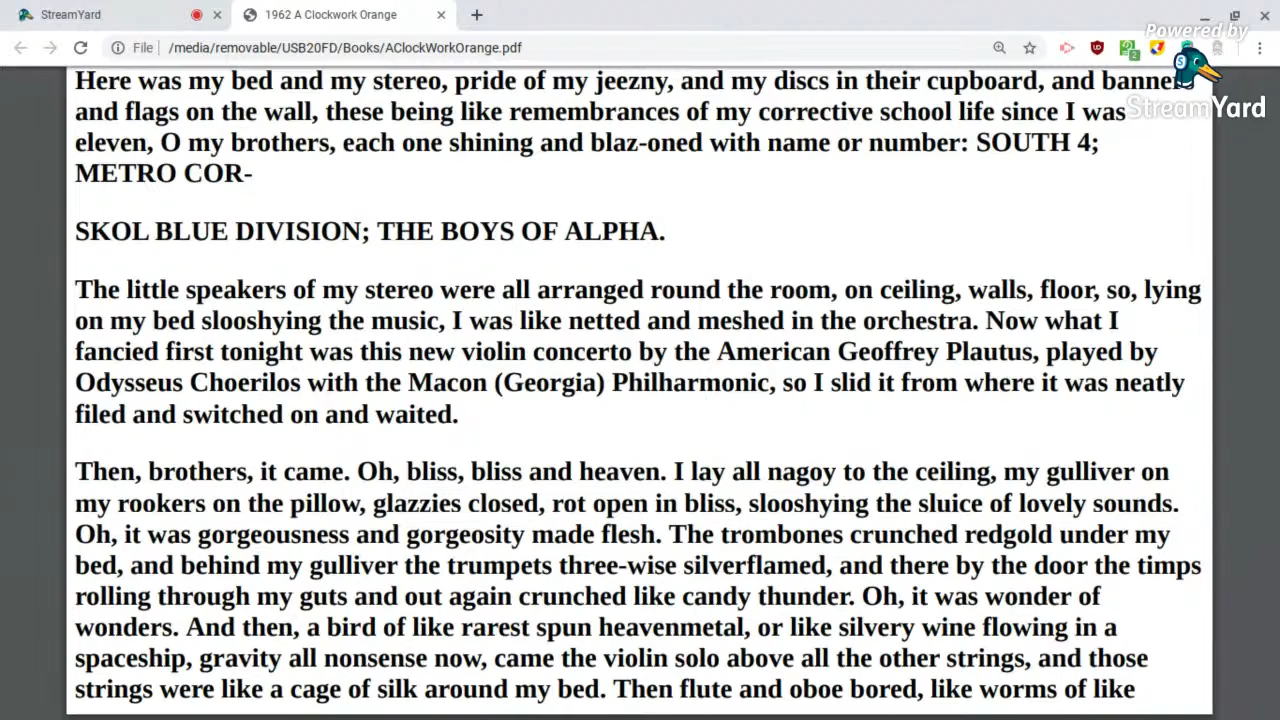 StreamYard
1962 A Clockwork Orange
File
/media/removable/USB20FD/Books/AClockWorkOrange.pdf
2
Powered by
StreamYard
Here was my bed and my stereo, pride of my jeezny, and my discs in their cupboard, and banners
and flags on the wall, these being like remembrances of my corrective school life since I was
eleven, O my brothers, each one shining and blaz-oned with name or number: SOUTH 4;
METRO COR-
SKOL BLUE DIVISION; THE BOYS OF ALPHA.
The little speakers of my stereo were all arranged round the room, on ceiling, walls, floor, so, lying
on my bed slooshying the music, I was like netted and meshed in the orchestra. Now what I
fancied first tonight was this new violin concerto by the American Geoffrey Plautus, played by
Odysseus Choerilos with the Macon (Georgia) Philharmonic, so I slid it from where it was neatly
filed and switched on and waited.
Then, brothers, it came. Oh, bliss, bliss and heaven. I lay all nagoy to the ceiling, my gulliver on
my rookers on the pillow, glazzies closed, rot open in bliss, slooshying the sluice of lovely sounds.
Oh, it was gorgeousness and gorgeosity made flesh. The trombones crunched redgold under my
bed, and behind my gulliver the trumpets three-wise silverflamed, and there by the door the timps
rolling through my guts and out again crunched like candy thunder. Oh, it was wonder of
wonders. And then, a bird of like rarest spun heavenmetal, or like silvery wine flowing in a
spaceship, gravity all nonsense now, came the violin solo above all the other strings, and those
strings were like a cage of silk around my bed. Then flute and oboe bored, like worms of like